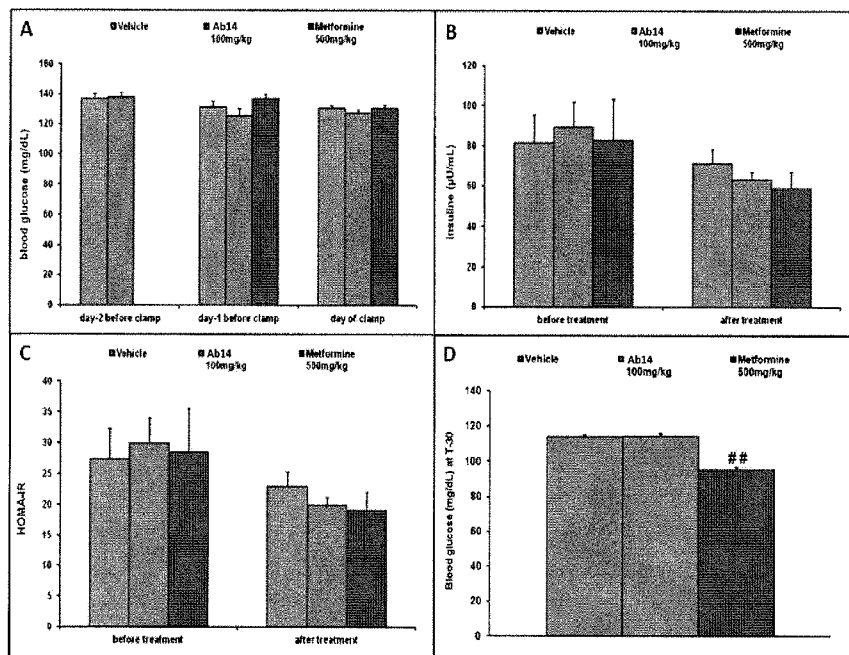 A
Vehicle Ab14 Metformine
100mg/kg 500mg/kg
blood glucose (mg/dL)
160
140
120
100
80
60
40
20
0
day-2 before clamp day-1 before clamp day of clamp
B
Vehicle Ab14 Metformine
100mg/kg 500mg/kg
insuline (µU/mL)
120
100
80
60
40
20
0
before treatment after treatment
C
Vehicle Ab14 Metformine
100mg/kg 500mg/kg
HOMA-IR
40
35
30
25
20
15
10
5
0
before treatment after treatment
D
Vehicle Ab14 Metformine
100mg/kg 500mg/kg
Blood glucose (mg/dL) at T-30
140
120
100
80
60
40
20
0
##